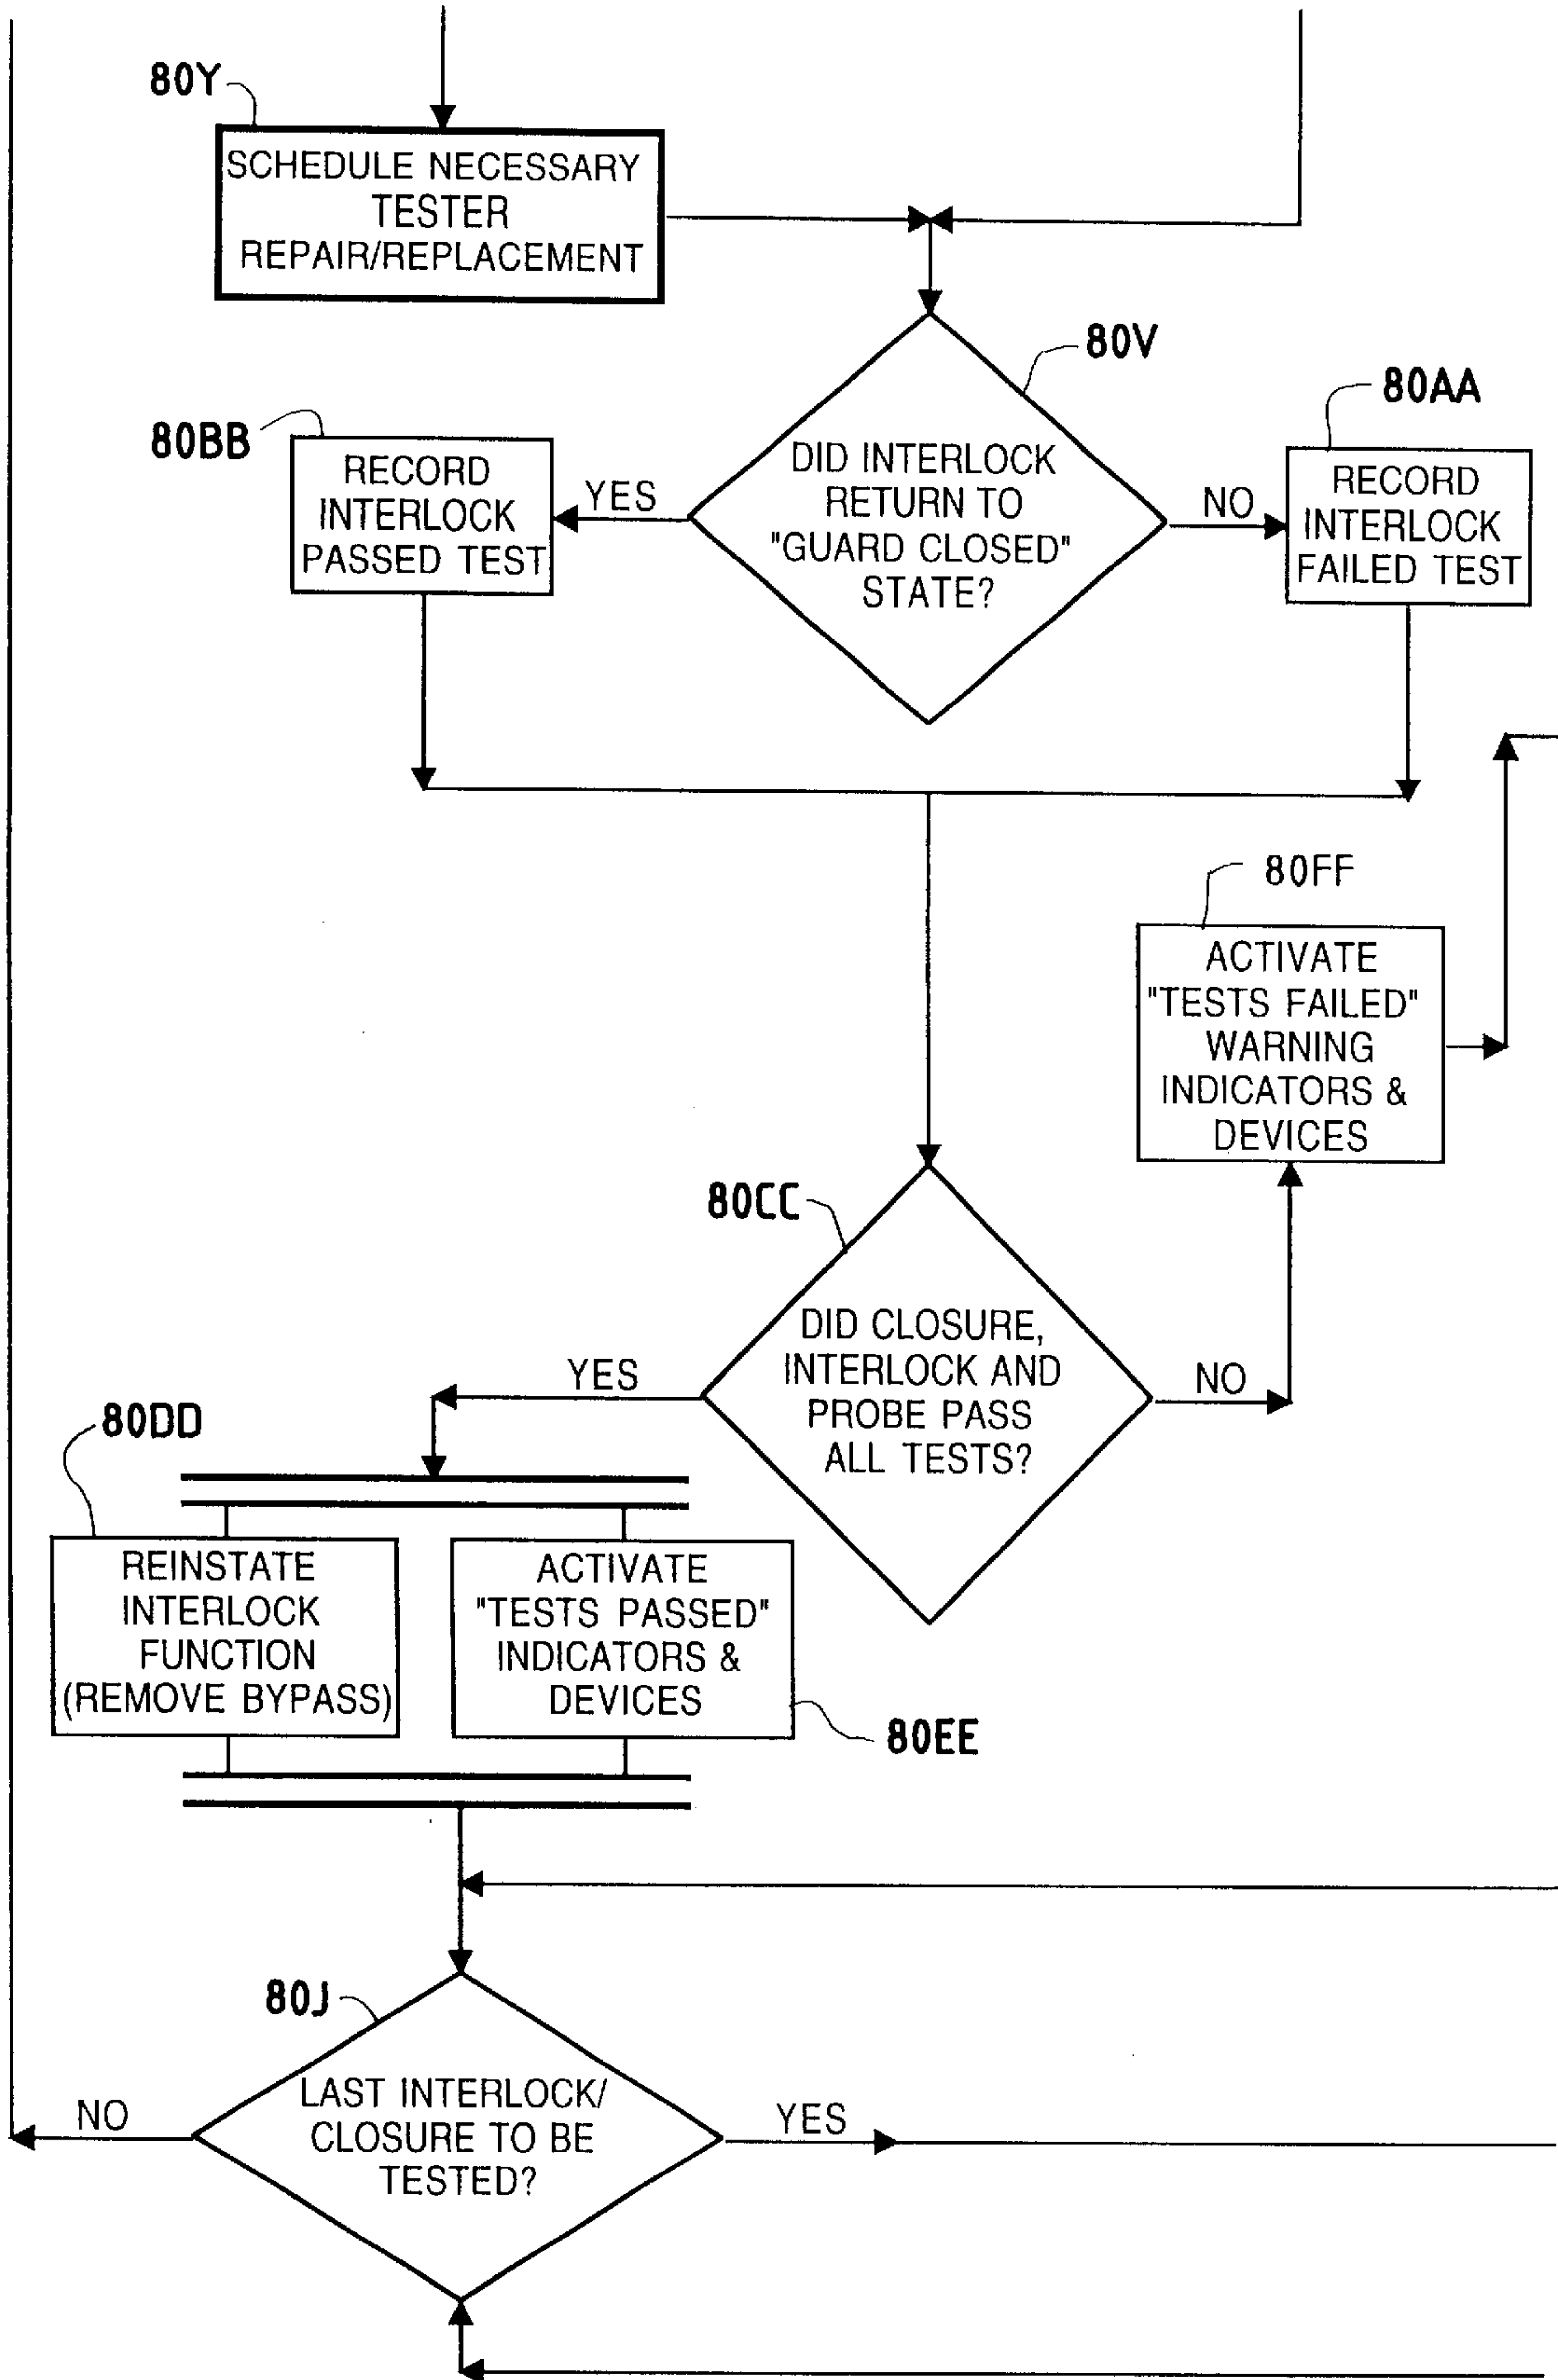 80Y
SCHEDULE NECESSARY
TESTER
REPAIR/REPLACEMENT
80V
DID INTERLOCK
RETURN TO
"GUARD CLOSED"
STATE?
YES
NO
80BB
RECORD
INTERLOCK
PASSED TEST
80AA
RECORD
INTERLOCK
FAILED TEST
80FF
ACTIVATE
"TESTS FAILED"
WARNING
INDICATORS &
DEVICES
80CC
DID CLOSURE,
INTERLOCK AND
PROBE PASS
ALL TESTS?
YES
NO
80DD
REINSTATE
INTERLOCK
FUNCTION
(REMOVE BYPASS)
ACTIVATE
"TESTS PASSED"
INDICATORS &
DEVICES
80EE
80J
LAST INTERLOCK/
CLOSURE TO BE
TESTED?
NO
YES